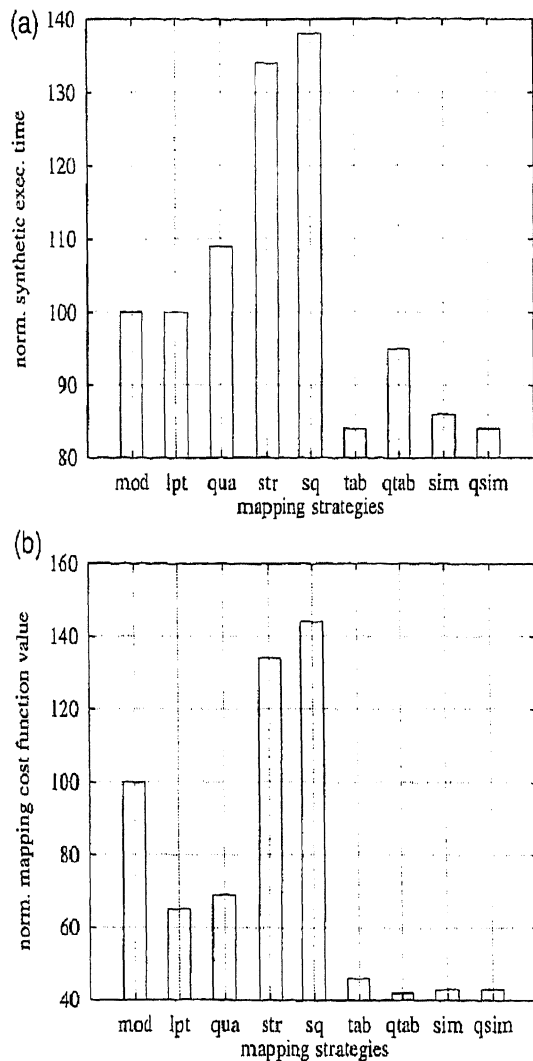 (a)
140
130
120
110
100
90
80
norm. synthetic exec. time
mod lpt qua str sq tab qtab sim qsim
mapping strategies
(b)
160
140
120
100
80
60
40
norm. mapping cost function value
mod lpt qua str sq tab qtab sim qsim
mapping strategies